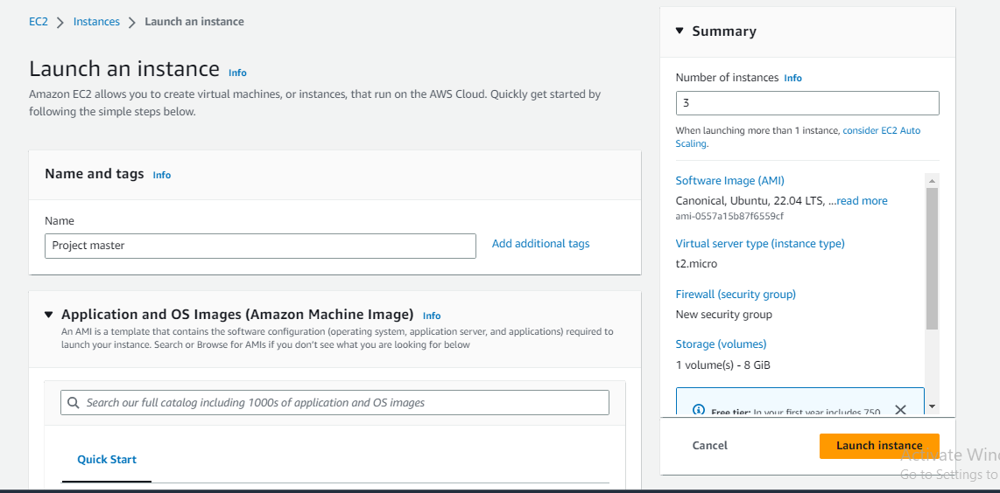 EC2 > Instances > Launch an instance
Launch an instance Info
Amazon EC2 allows you to create virtual machines, or instances, that run on the AWS Cloud. Quickly get started by
following the simple steps below.
Name and tags Info
Name
Project master
Add additional tags
Application and OS Images (Amazon Machine Image) Info
An AMI is a template that contains the software configuration (operating system, application server, and applications) required to
launch your instance. Search or Browse for AMIs if you don't see what you are looking for below
Search our full catalog including 1000s of application and OS images
Quick Start
Summary
Number of instances Info
3
When launching more than 1 instance, consider EC2 Auto
Scaling.
Software Image (AMI)
Canonical, Ubuntu, 22.04 LTS, ...read more
ami-0557a15b87f6559cf
Virtual server type (instance type)
t2.micro
Firewall (security group)
New security group
Storage (volumes)
1 volume(s) - 8 GiB
Free tier: In your first year includes 750
Cancel
Launch instance
Activate Win
Go to Settings to